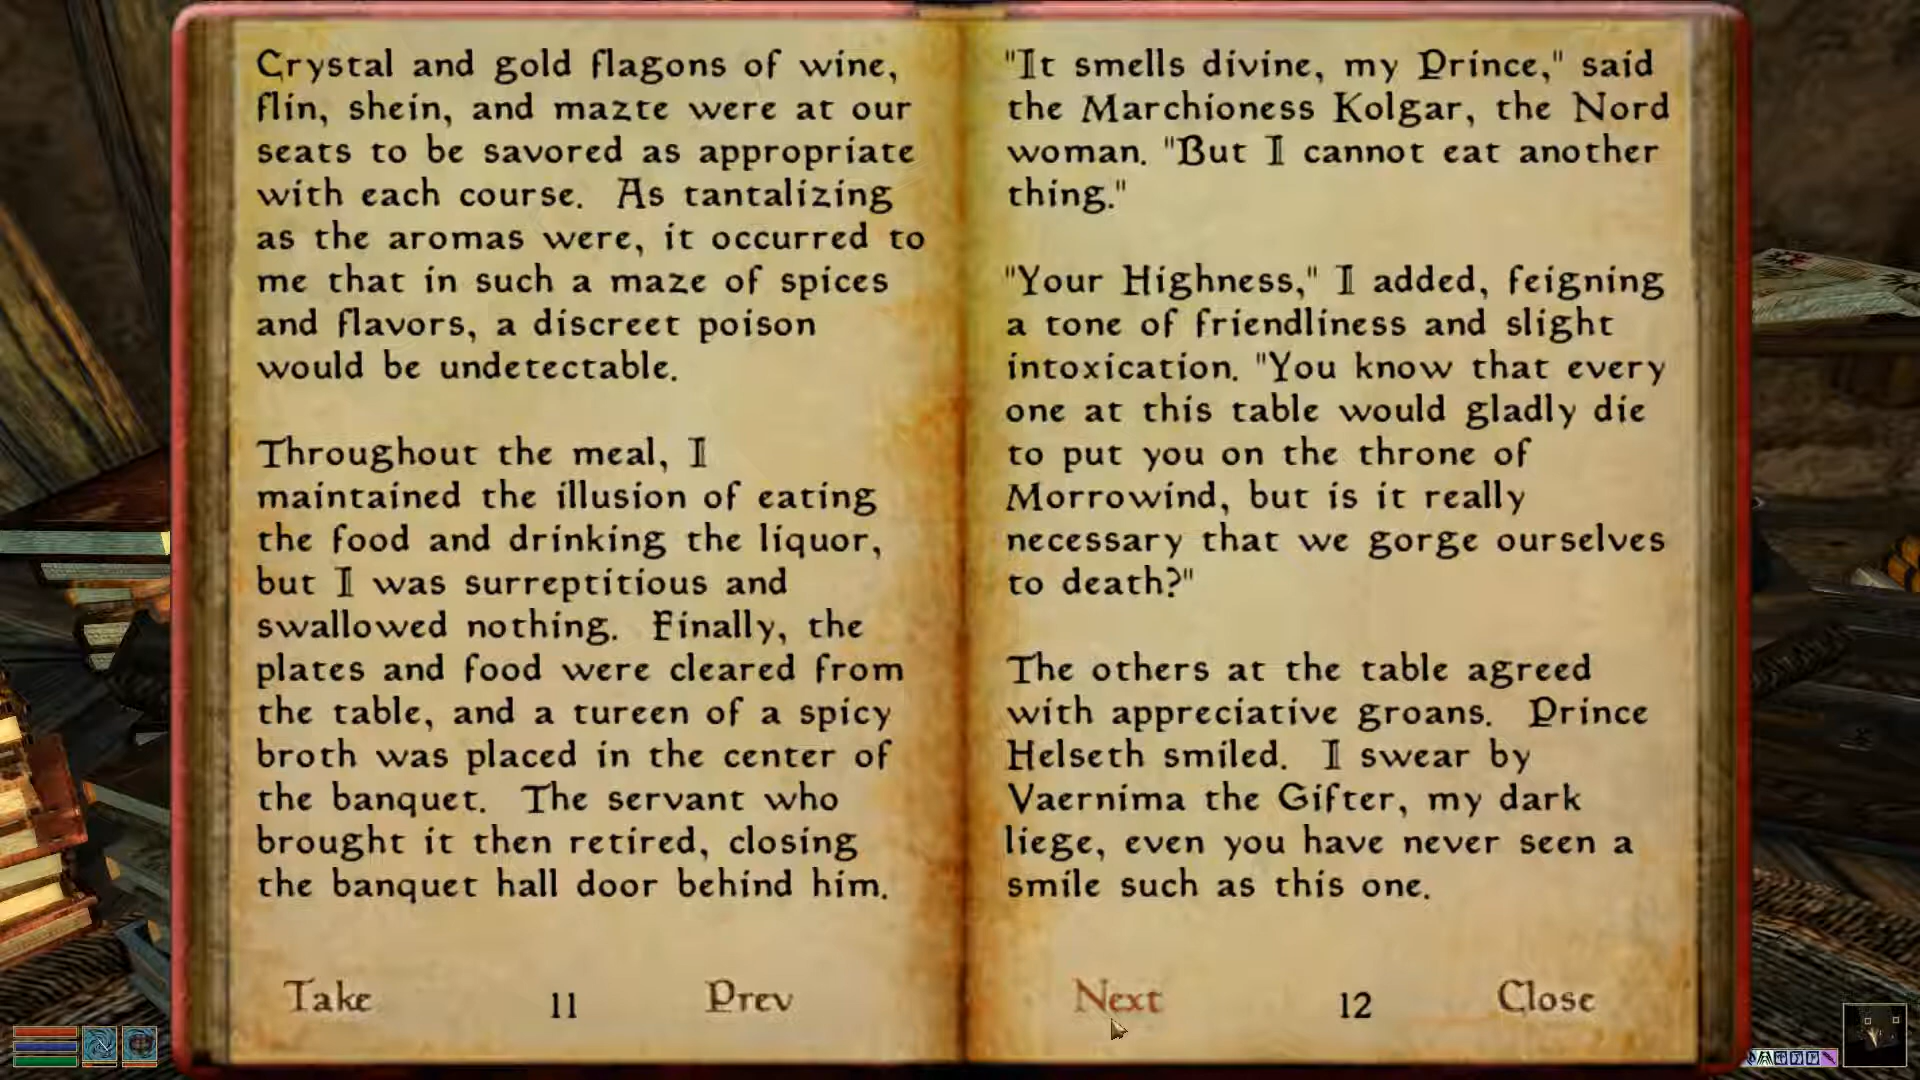 Crystal and gold flagons of wine,
flin, shein, and mazte were at our
seats to be savored as appropriate
with each course.  As tantalizing
as the aromas were, it occurred to
me that in such a maze of spices
and flavors, a discreet poison
would be undetectable.
Throughout the meal, I
maintained the illusion of eating
the food and drinking the liquor,
but I was surreptitious and
swallowed nothing.  Finally, the
plates and food were cleared from
the table, and a tureen of a spicy
broth was placed in the center of
the banquet.  The servant who
brought it then retired, closing
the banquet hall door behind him.
Take
11
Prev
"It smells divine, my Prince," said
the Marchioness Kolgar, the Nord
woman. "But I cannot eat another
thing."
"Your Highness," I added, feigning
a tone of friendliness and slight
intoxication. "You know that every
one at this table would gladly die
to put you on the throne of
Morrowind, but is it really
necessary that we gorge ourselves
to death?"
The others at the table agreed
with appreciative groans.  Prince
Helseth smiled.  I swear by
Vaernima the Gifter, my dark
liege, even you have never seen a
smile such as this one.
Next
12
Close